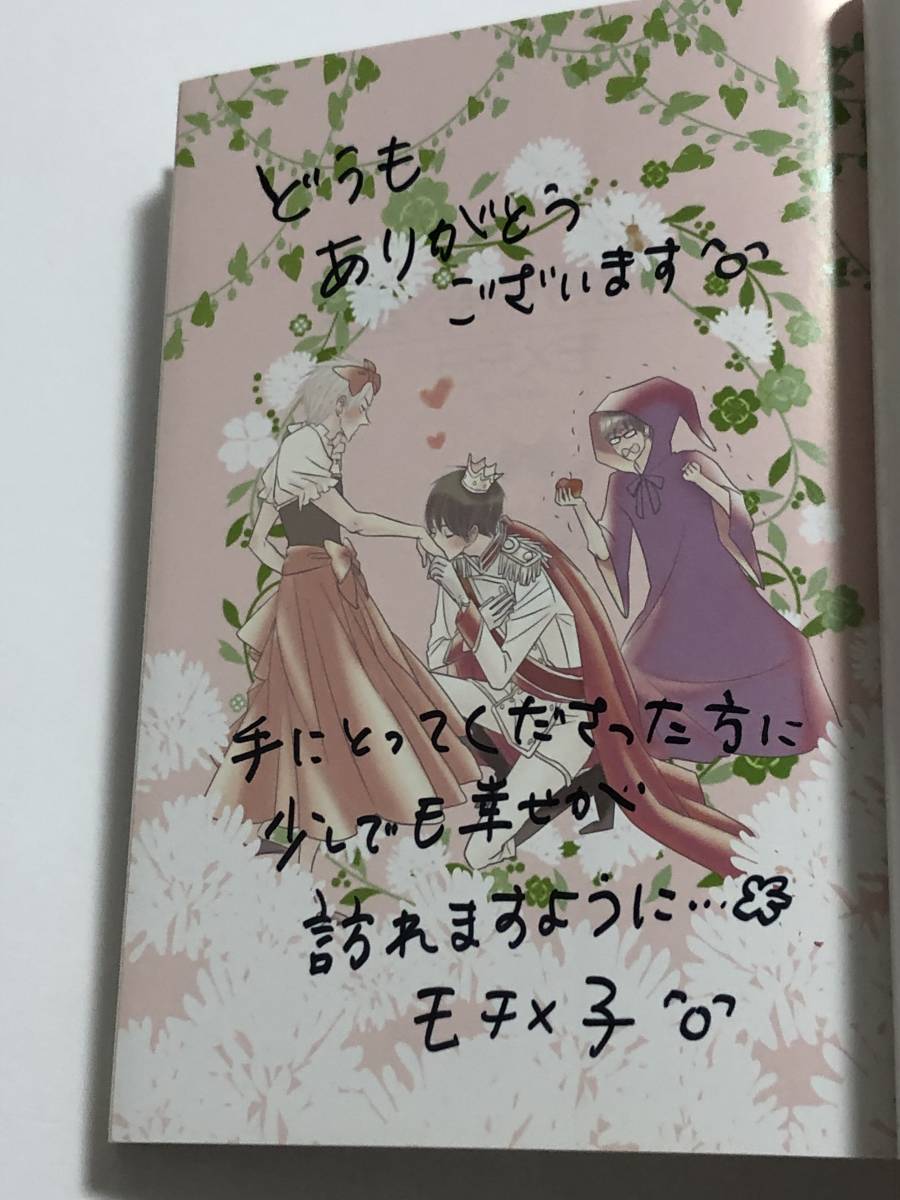 どうも
ありがとう
ございます^o^
手にとってくださった方に
少しでも幸せが
訪れますように…
モチメ子 ^o^